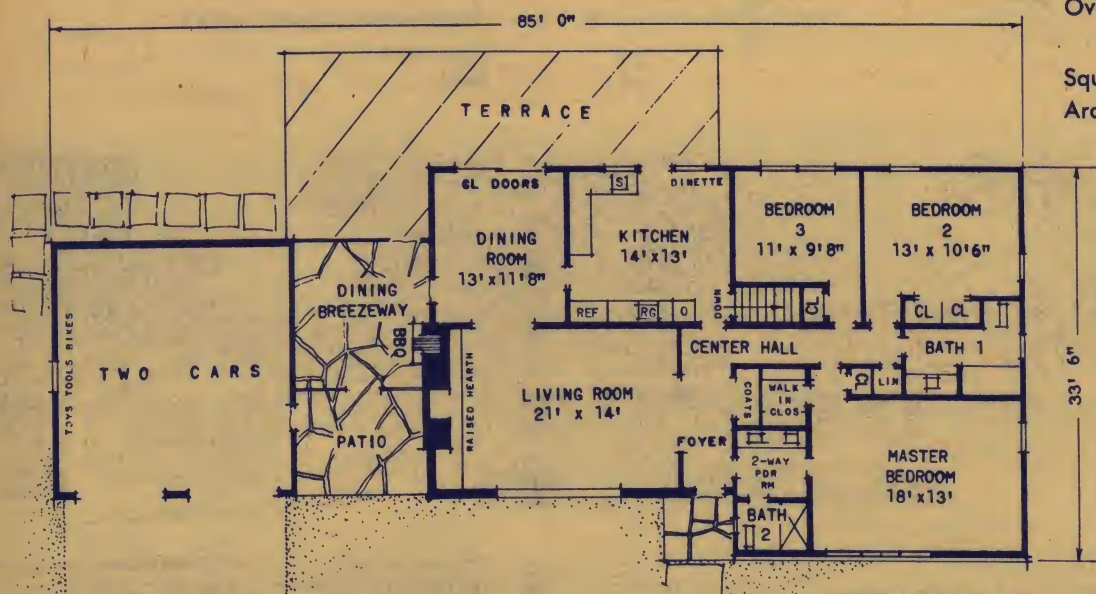 85' 0"
Ov
Squ
TERRACE
GL DOORS
S
DINETTE
BEDROOM
3
11' x 9'8"
BEDROOM
2
13' x 10'6"
DINING
ROOM
13' x 11'8"
KITCHEN
14' x 13'
DOWN
CL
CL
CL
REF
RG
O
DINING
BREEZEWAY
BBQ
CENTER HALL
BATH 1
33' 6"
TOYS TOOLS BIKES
TWO CARS
RAISED HEARTH
LIVING ROOM
21' x 14'
COATS
WALK
IN
CLOS
CL
LIN
PATIO
FOYER
2-WAY
PDR
RM
MASTER
BEDROOM
18' x 13'
BATH
2